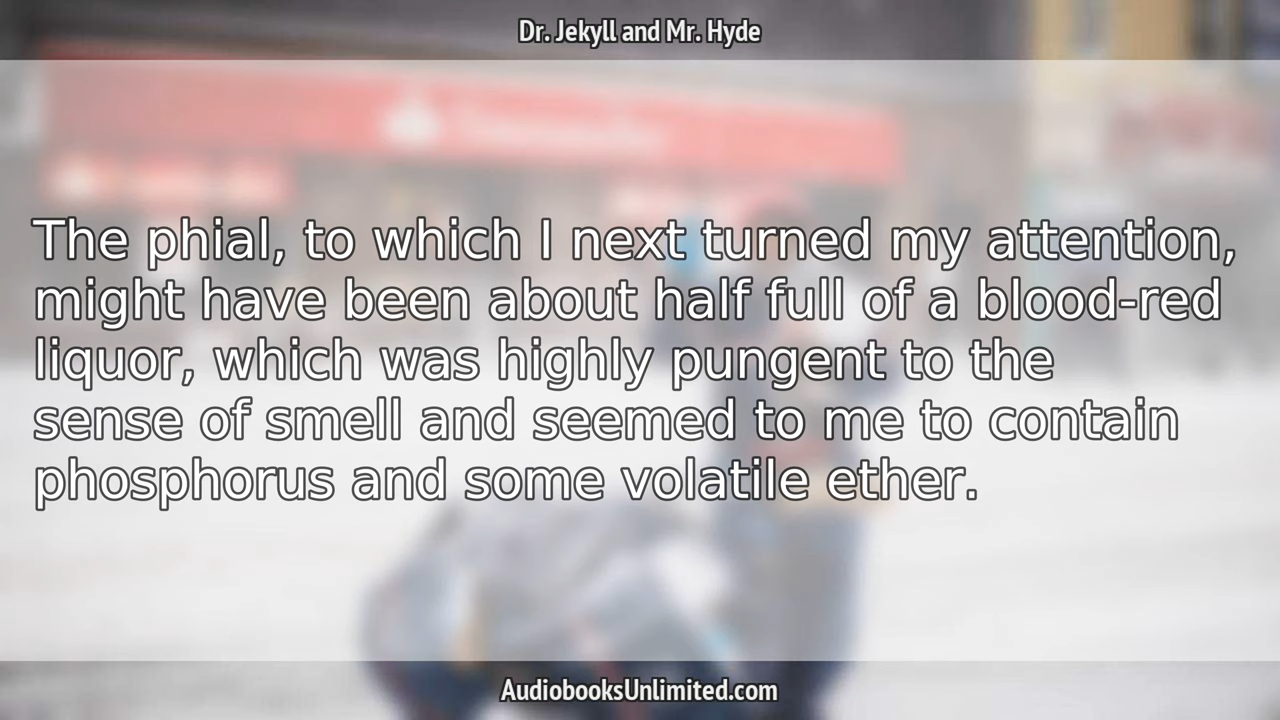 Dr. Jekyll and Mr. Hyde
The phial, to which I next turned my attention,
might have been about half full of a blood-red
liquor, which was highly pungent to the
sense of smell and seemed to me to contain
phosphorus and some volatile ether.
AudiobooksUnlimited.com